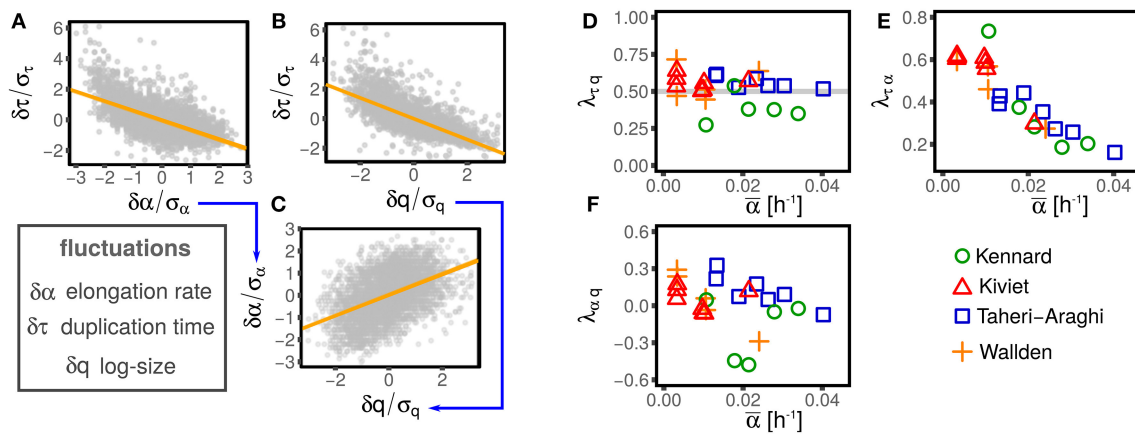 A
6
4
2
0
−2
δτ/στ
−3 −2 −1 0 1 2 3
δα/σα
B
6
4
2
0
−2
δτ/στ
−2 0 2
δq/σq
C
3
2
1
0
−1
−2
−3
δα/σα
−2 0 2
δq/σq
fluctuations
δα elongation rate
δτ duplication time
δq log-size
D
1.00
0.75
0.50
0.25
0.00
λτq
0.00 0.02 0.04
α̅ [h⁻¹]
E
0.8
0.6
0.4
0.2
λτα
0.00 0.02 0.04
α̅ [h⁻¹]
F
0.6
0.3
0.0
−0.3
−0.6
λαq
0.00 0.02 0.04
α̅ [h⁻¹]
Kennard
Kiviet
Taheri−Araghi
Wallden